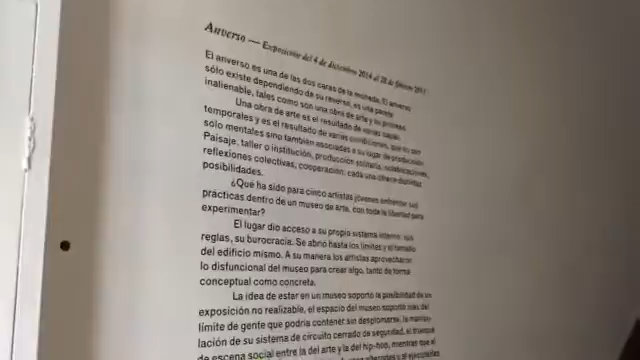 Anverso — Exposición del 4 de diciembre 2014 al 28 de febrero
El anverso es una de las dos caras de la moneda. El anverso
sólo existe dependiendo de su reverso, es una pareja
inalienable, tales como son una obra de arte y su proceso.
Una obra de arte es el resultado de varias capas
temporales y es el resultado de varias condiciones, que no son
sólo mentales sino también asociadas a su lugar de producción.
Paisaje, taller o institución, producción solitaria, colaboraciones,
reflexiones colectivas, cooperación: cada una ofrece distintas
posibilidades.
¿Qué ha sido para cinco artistas jóvenes enfrentar sus
prácticas dentro de un museo de arte, con toda la libertad para
experimentar?
El lugar dio acceso a su propio sistema interno: sus
reglas, su burocracia. Se abrió hasta los límites y el tamaño
del edificio mismo. A su manera los artistas aprovecharon
lo disfuncional del museo para crear algo, tanto de forma
conceptual como concreta.
La idea de estar en un museo soportó la posibilidad de un
exposición no realizable, el espacio del museo soportó más del
límite de gente que podría contener sin desplomarse, la
lación de su sistema de circuito cerrado de seguridad, el
de escena social entre la del arte y la del hip-hop, mientras que el